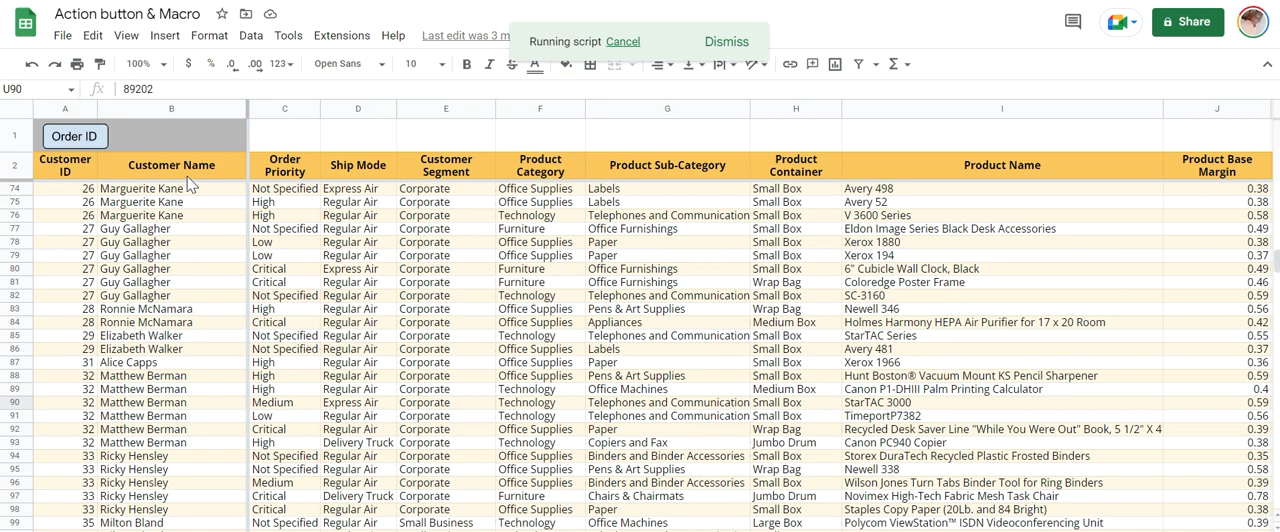 Action button & Macro
File Edit View Insert Format Data Tools Extensions Help Last edit was 3 m
Running script Cancel Dismiss
Share
100% $ % .0 .00 123 Open Sans 10 B I S A
U90 fx 89202
A B C D E F G H I J
1 Order ID
2 Customer ID Customer Name Order Priority Ship Mode Customer Segment Product Category Product Sub-Category Product Container Product Name Product Base Margin
74 26 Marguerite Kane Not Specified Express Air Corporate Office Supplies Labels Small Box Avery 498 0.38
75 26 Marguerite Kane High Regular Air Corporate Office Supplies Labels Small Box Avery 52 0.38
76 26 Marguerite Kane High Regular Air Corporate Technology Telephones and Communication Small Box V 3600 Series 0.58
77 27 Guy Gallagher Not Specified Regular Air Corporate Furniture Office Furnishings Small Box Eldon Image Series Black Desk Accessories 0.49
78 27 Guy Gallagher Low Regular Air Corporate Office Supplies Paper Small Box Xerox 1880 0.38
79 27 Guy Gallagher Low Regular Air Corporate Office Supplies Paper Small Box Xerox 194 0.37
80 27 Guy Gallagher Critical Express Air Corporate Furniture Office Furnishings Small Box 6" Cubicle Wall Clock, Black 0.49
81 27 Guy Gallagher Critical Regular Air Corporate Furniture Office Furnishings Wrap Bag Coloredge Poster Frame 0.46
82 27 Guy Gallagher Not Specified Regular Air Corporate Technology Telephones and Communication Small Box SC-3160 0.59
83 28 Ronnie McNamara High Regular Air Corporate Office Supplies Pens & Art Supplies Wrap Bag Newell 346 0.56
84 28 Ronnie McNamara Critical Regular Air Corporate Office Supplies Appliances Medium Box Holmes Harmony HEPA Air Purifier for 17 x 20 Room 0.42
85 29 Elizabeth Walker Not Specified Regular Air Corporate Technology Telephones and Communication Small Box StarTAC Series 0.55
86 29 Elizabeth Walker Not Specified Regular Air Corporate Office Supplies Labels Small Box Avery 481 0.37
87 31 Alice Capps High Regular Air Corporate Office Supplies Paper Small Box Xerox 1966 0.36
88 32 Matthew Berman High Regular Air Corporate Office Supplies Pens & Art Supplies Small Box Hunt Boston® Vacuum Mount KS Pencil Sharpener 0.59
89 32 Matthew Berman High Regular Air Corporate Technology Office Machines Medium Box Canon P1-DHIII Palm Printing Calculator 0.4
90 32 Matthew Berman Medium Express Air Corporate Technology Telephones and Communication Small Box StarTAC 3000 0.59
91 32 Matthew Berman Low Regular Air Corporate Technology Telephones and Communication Small Box TimeportP7382 0.56
92 32 Matthew Berman Critical Regular Air Corporate Office Supplies Paper Wrap Bag Recycled Desk Saver Line "While You Were Out" Book, 5 1/2" X 4 0.39
93 32 Matthew Berman High Delivery Truck Corporate Technology Copiers and Fax Jumbo Drum Canon PC940 Copier 0.38
94 33 Ricky Hensley Not Specified Regular Air Corporate Office Supplies Binders and Binder Accessories Small Box Storex DuraTech Recycled Plastic Frosted Binders 0.35
95 33 Ricky Hensley Not Specified Regular Air Corporate Office Supplies Pens & Art Supplies Wrap Bag Newell 338 0.58
96 33 Ricky Hensley Medium Regular Air Corporate Office Supplies Binders and Binder Accessories Small Box Wilson Jones Turn Tabs Binder Tool for Ring Binders 0.39
97 33 Ricky Hensley Critical Delivery Truck Corporate Furniture Chairs & Chairmats Jumbo Drum Novimex High-Tech Fabric Mesh Task Chair 0.78
98 33 Ricky Hensley Critical Regular Air Corporate Office Supplies Paper Small Box Staples Copy Paper (20Lb. and 84 Bright) 0.38
99 35 Milton Bland Not Specified Regular Air Small Business Technology Office Machines Large Box Polycom ViewStation™ ISDN Videoconferencing Unit